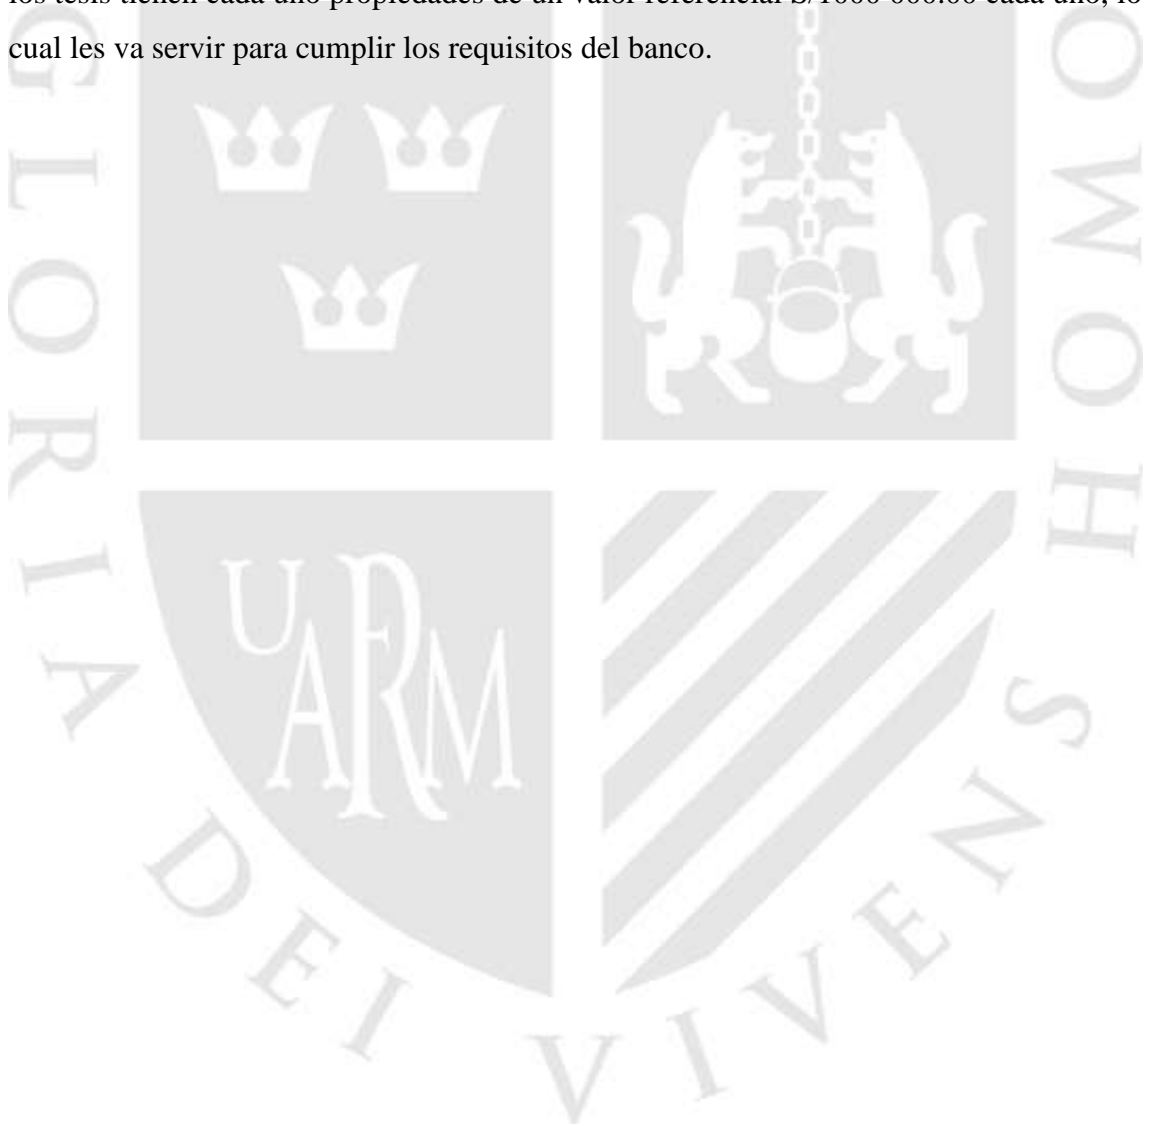 los tesis tienen cada uno propiedades de un valor referencial S/1000 000.00 cada uno, lo
cual les va servir para cumplir los requisitos del banco.
GLORIA DEI VIVENS HOMO
UARM